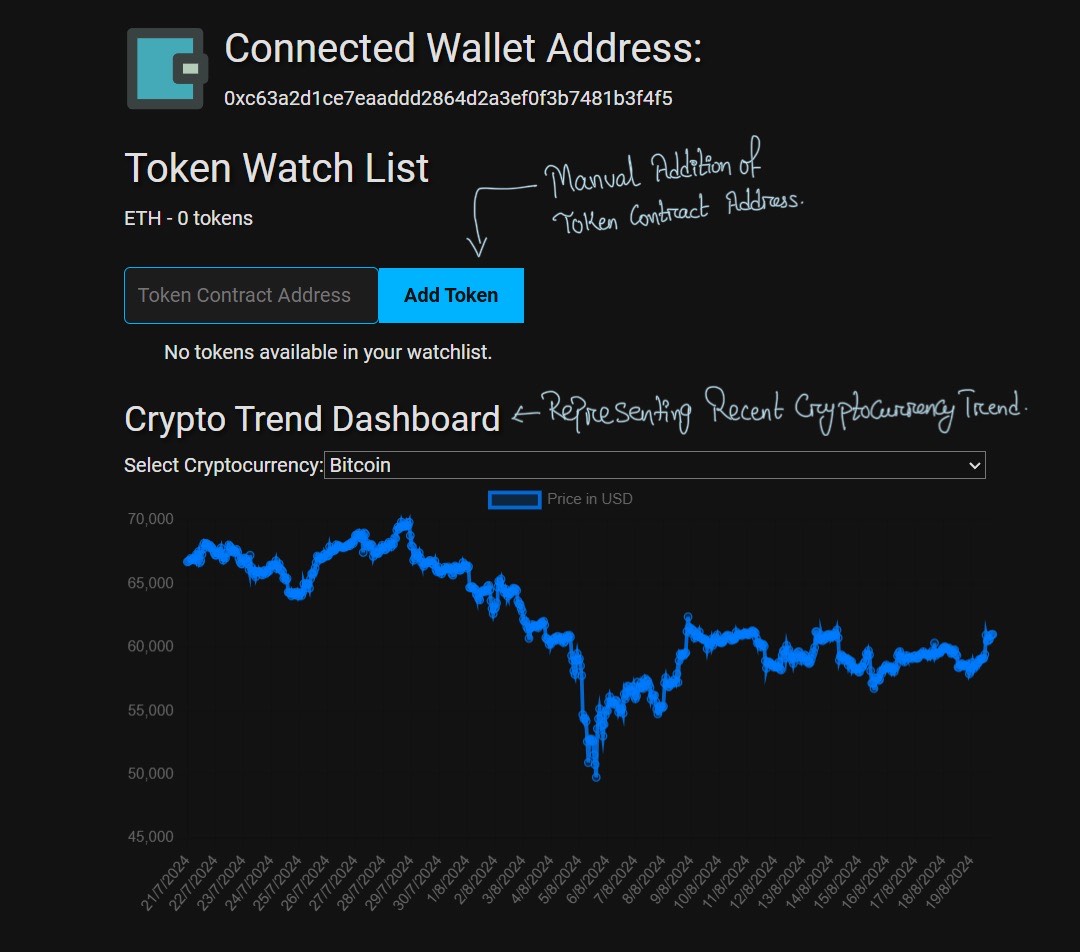 Connected Wallet Address:
0xc63a2d1ce7eaaddd2864d2a3ef0f3b7481b3f4f5
Token Watch List
ETH - 0 tokens
Manual Addition of
Token Contract Address.
Token Contract Address
Add Token
No tokens available in your watchlist.
Crypto Trend Dashboard
Representing Recent Cryptocurrency Trend.
Select Cryptocurrency: Bitcoin
Price in USD
70,000
65,000
60,000
55,000
50,000
45,000
21/7/2024
22/7/2024
23/7/2024
24/7/2024
25/7/2024
26/7/2024
27/7/2024
28/7/2024
29/7/2024
30/7/2024
1/8/2024
2/8/2024
3/8/2024
4/8/2024
5/8/2024
6/8/2024
7/8/2024
8/8/2024
9/8/2024
10/8/2024
11/8/2024
12/8/2024
13/8/2024
14/8/2024
15/8/2024
16/8/2024
17/8/2024
18/8/2024
19/8/2024